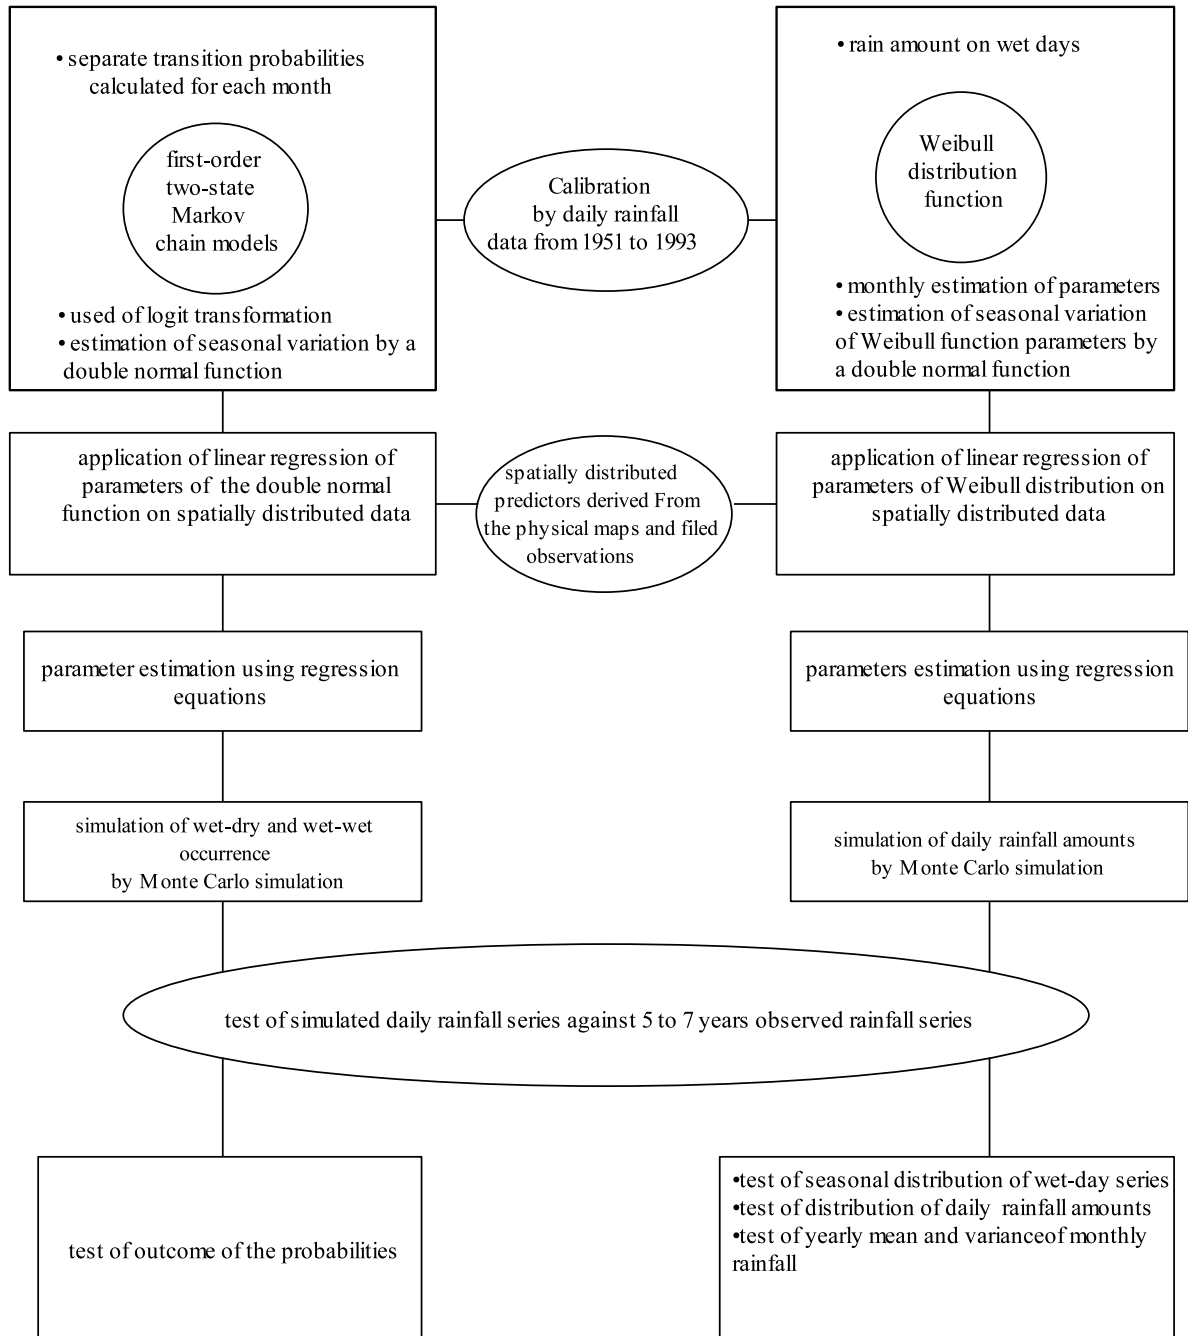 • separate transition probabilities
calculated for each month
first-order
two-state
Markov
chain models
• used of logit transformation
• estimation of seasonal variation by a
double normal function
Calibration
by daily rainfall
data from 1951 to 1993
• rain amount on wet days
Weibull
distribution
function
• monthly estimation of parameters
• estimation of seasonal variation
of Weibull function parameters by
a double normal function
application of linear regression of
parameters of the double normal
function on spatially distributed data
spatially distributed
predictors derived From
the physical maps and filed
observations
application of linear regression of
parameters of Weibull distribution on
spatially distributed data
parameter estimation using regression
equations
parameters estimation using regression
equations
simulation of wet-dry and wet-wet
occurrence
by Monte Carlo simulation
simulation of daily rainfall amounts
by Monte Carlo simulation
test of simulated daily rainfall series against 5 to 7 years observed rainfall series
test of outcome of the probabilities
•test of seasonal distribution of wet-day series
•test of distribution of daily rainfall amounts
•test of yearly mean and varianceof monthly
rainfall